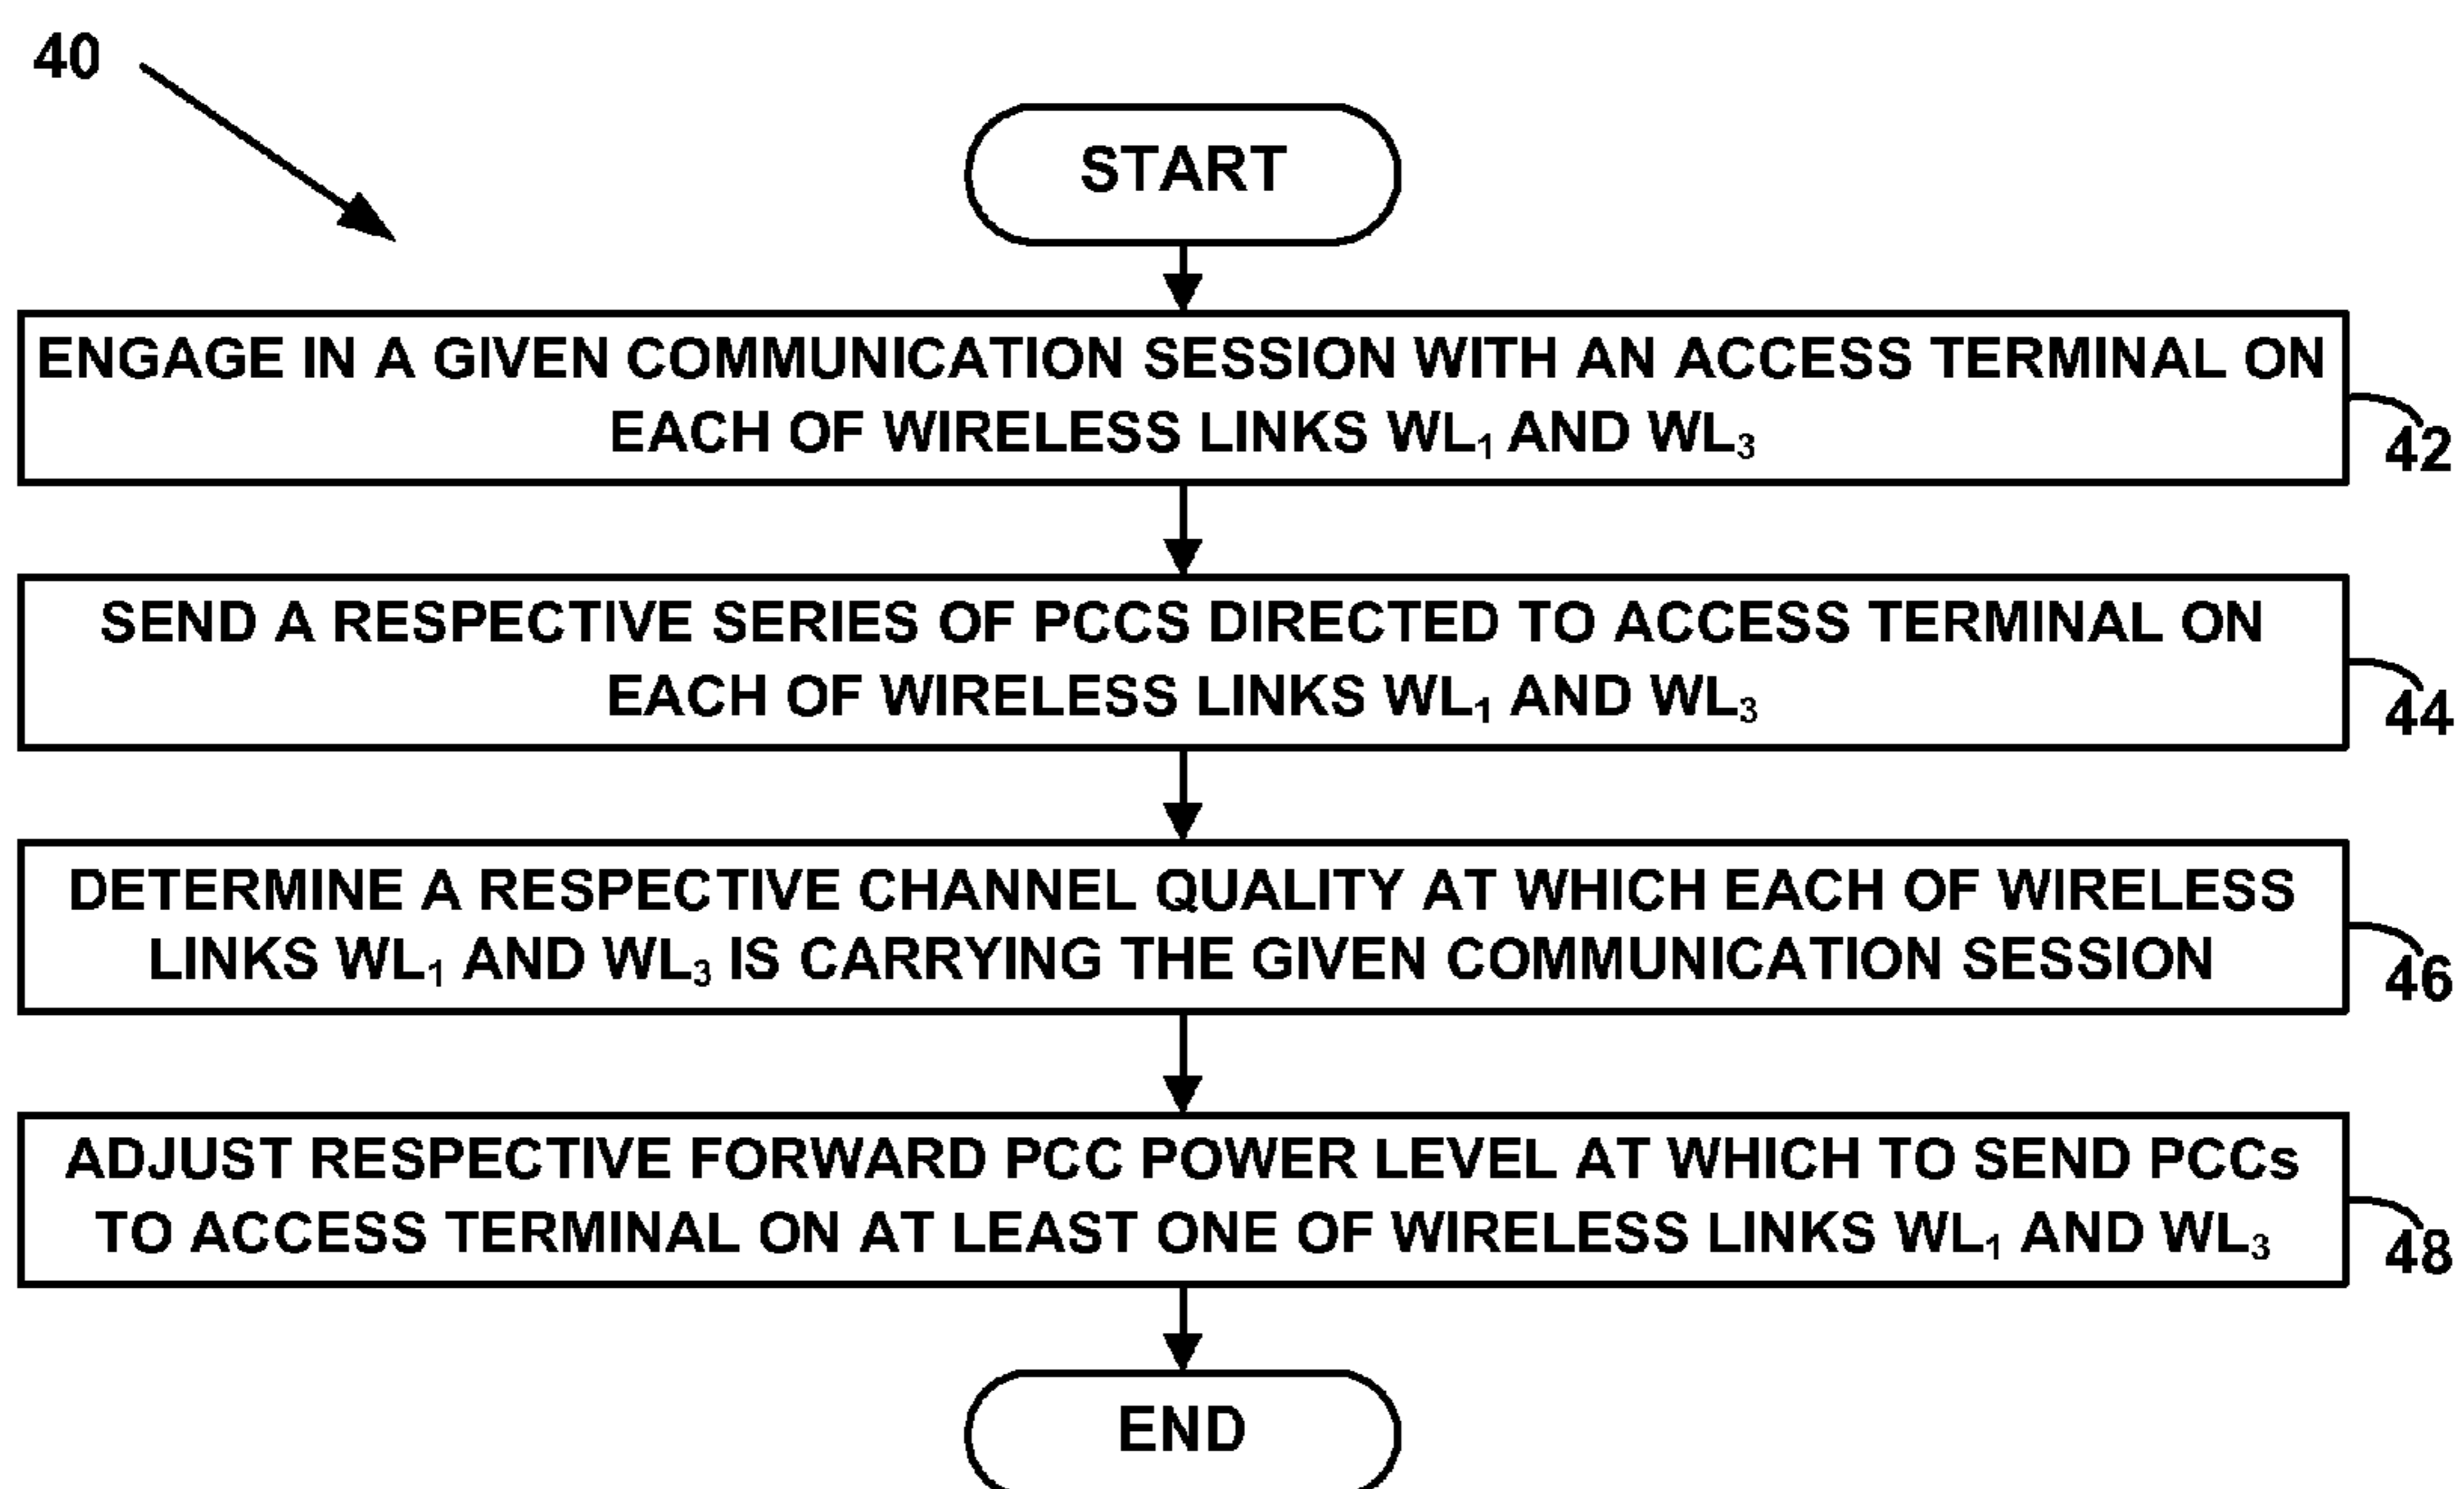 40
START
ENGAGE IN A GIVEN COMMUNICATION SESSION WITH AN ACCESS TERMINAL ON
EACH OF WIRELESS LINKS WL₁ AND WL₃
42
SEND A RESPECTIVE SERIES OF PCCS DIRECTED TO ACCESS TERMINAL ON
EACH OF WIRELESS LINKS WL₁ AND WL₃
44
DETERMINE A RESPECTIVE CHANNEL QUALITY AT WHICH EACH OF WIRELESS
LINKS WL₁ AND WL₃ IS CARRYING THE GIVEN COMMUNICATION SESSION
46
ADJUST RESPECTIVE FORWARD PCC POWER LEVEL AT WHICH TO SEND PCCs
TO ACCESS TERMINAL ON AT LEAST ONE OF WIRELESS LINKS WL₁ AND WL₃
48
END